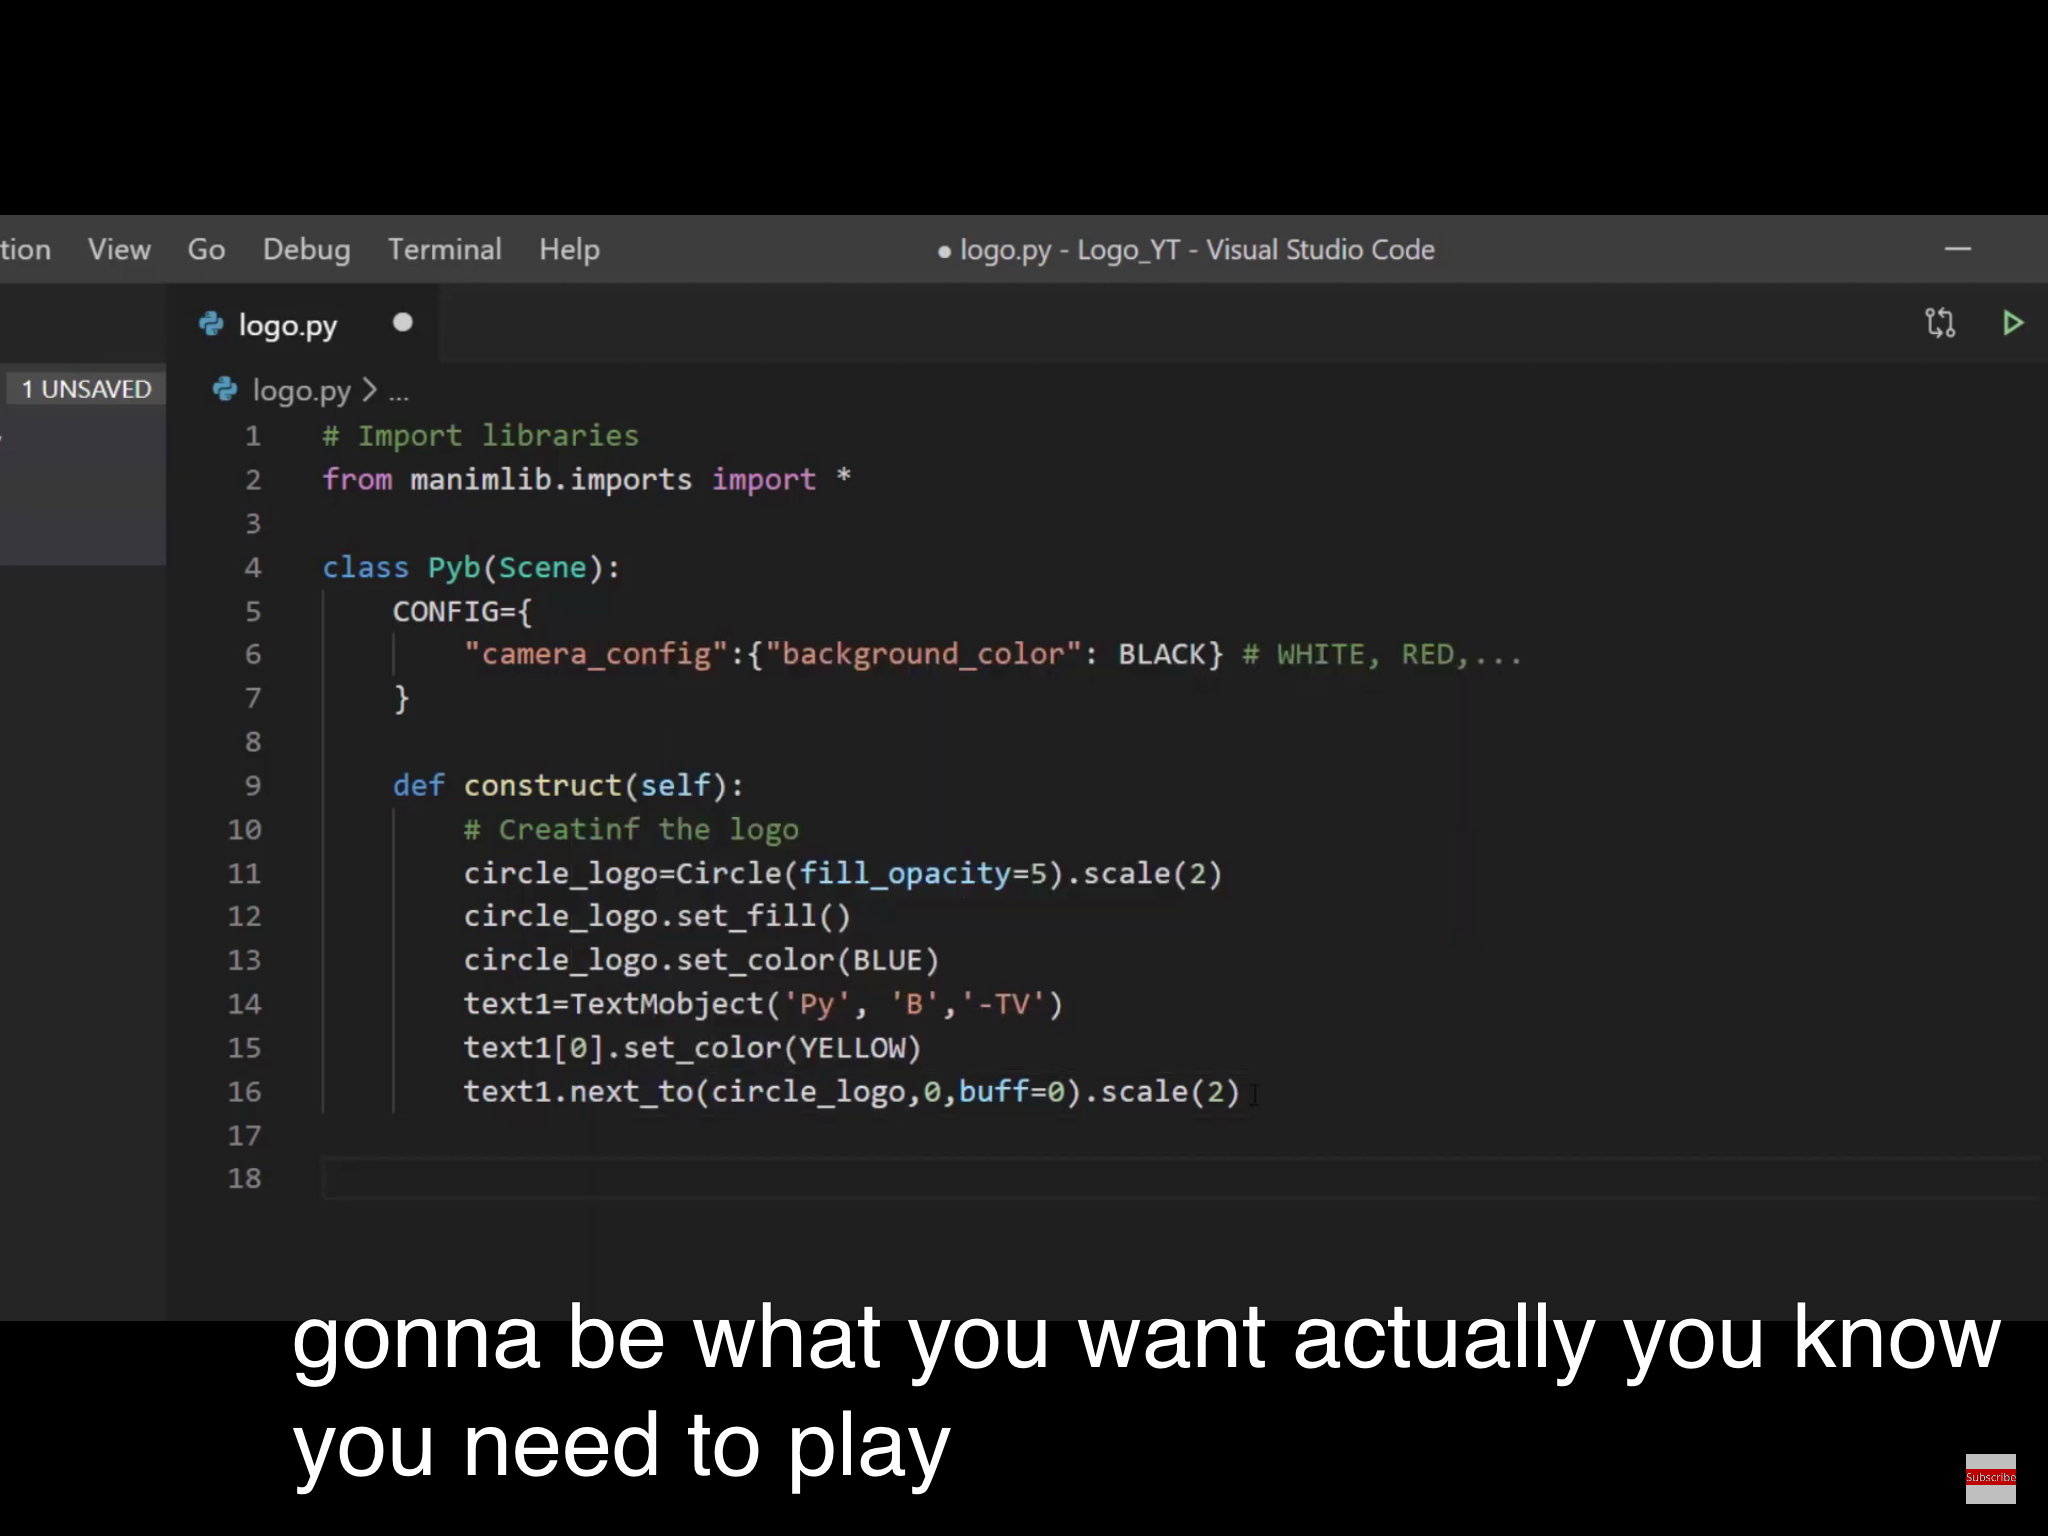 tion View Go Debug Terminal Help ● logo.py - Logo_YT - Visual Studio Code
logo.py
1 UNSAVED
logo.py > ...
1 # Import libraries
2 from manimlib.imports import *
3
4 class Pyb(Scene):
5 CONFIG={
6 "camera_config":{"background_color": BLACK} # WHITE, RED,...
7 }
8
9 def construct(self):
10 # Creatinf the logo
11 circle_logo=Circle(fill_opacity=5).scale(2)
12 circle_logo.set_fill()
13 circle_logo.set_color(BLUE)
14 text1=TextMobject('Py', 'B','-TV')
15 text1[0].set_color(YELLOW)
16 text1.next_to(circle_logo,0,buff=0).scale(2)
17
18
gonna be what you want actually you know
you need to play
Subscribe